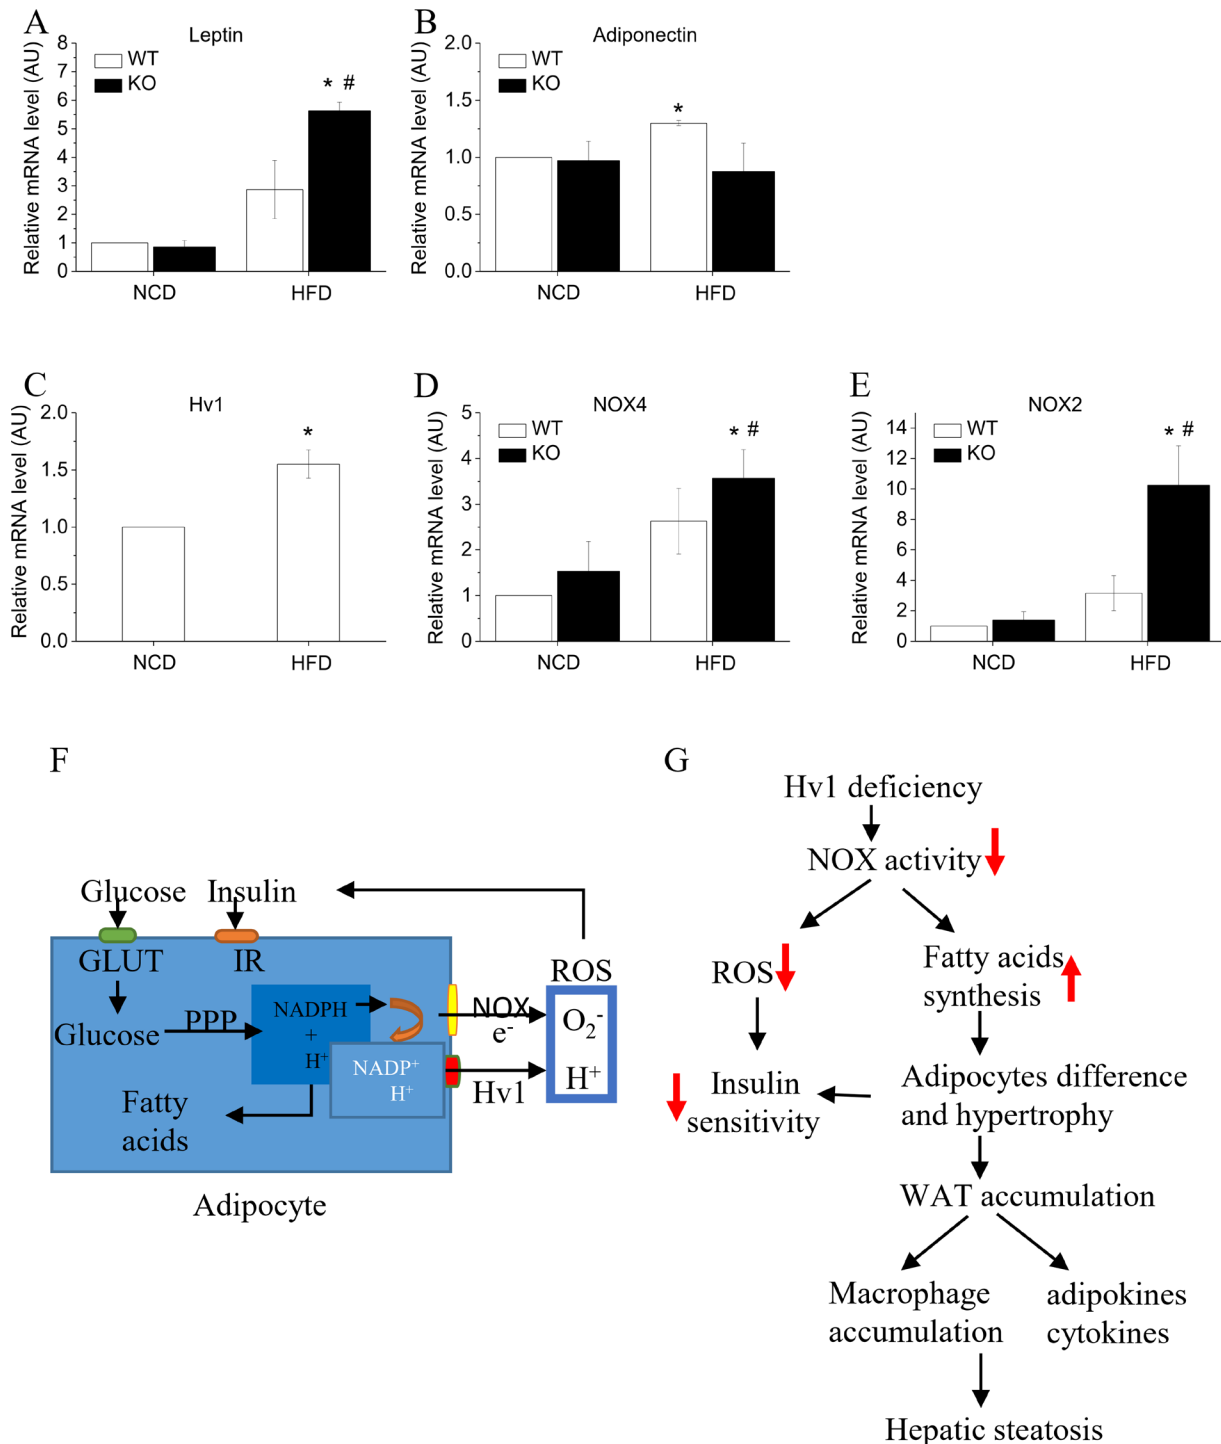 A
Leptin
Relative mRNA level (AU)
8
7
6
5
4
3
2
1
0
WT
KO
* #
NCD
HFD
B
Adiponectin
Relative mRNA level (AU)
2.0
1.5
1.0
0.5
0.0
WT
KO
*
NCD
HFD
C
Hv1
Relative mRNA level (AU)
2.0
1.5
1.0
0.5
0.0
*
NCD
HFD
D
NOX4
Relative mRNA level (AU)
5
4
3
2
1
0
WT
KO
* #
NCD
HFD
E
NOX2
Relative mRNA level (AU)
14
12
10
8
6
4
2
0
WT
KO
* #
NCD
HFD
F
Glucose
Insulin
GLUT
IR
Glucose
PPP
NADPH
+
H⁺
NADP⁺
H⁺
Fatty
acids
NOX
e⁻
Hv1
ROS
O₂⁻
H⁺
Adipocyte
G
Hv1 deficiency
NOX activity
ROS
Fatty acids
synthesis
Insulin
sensitivity
Adipocytes difference
and hypertrophy
WAT accumulation
Macrophage
accumulation
adipokines
cytokines
Hepatic steatosis